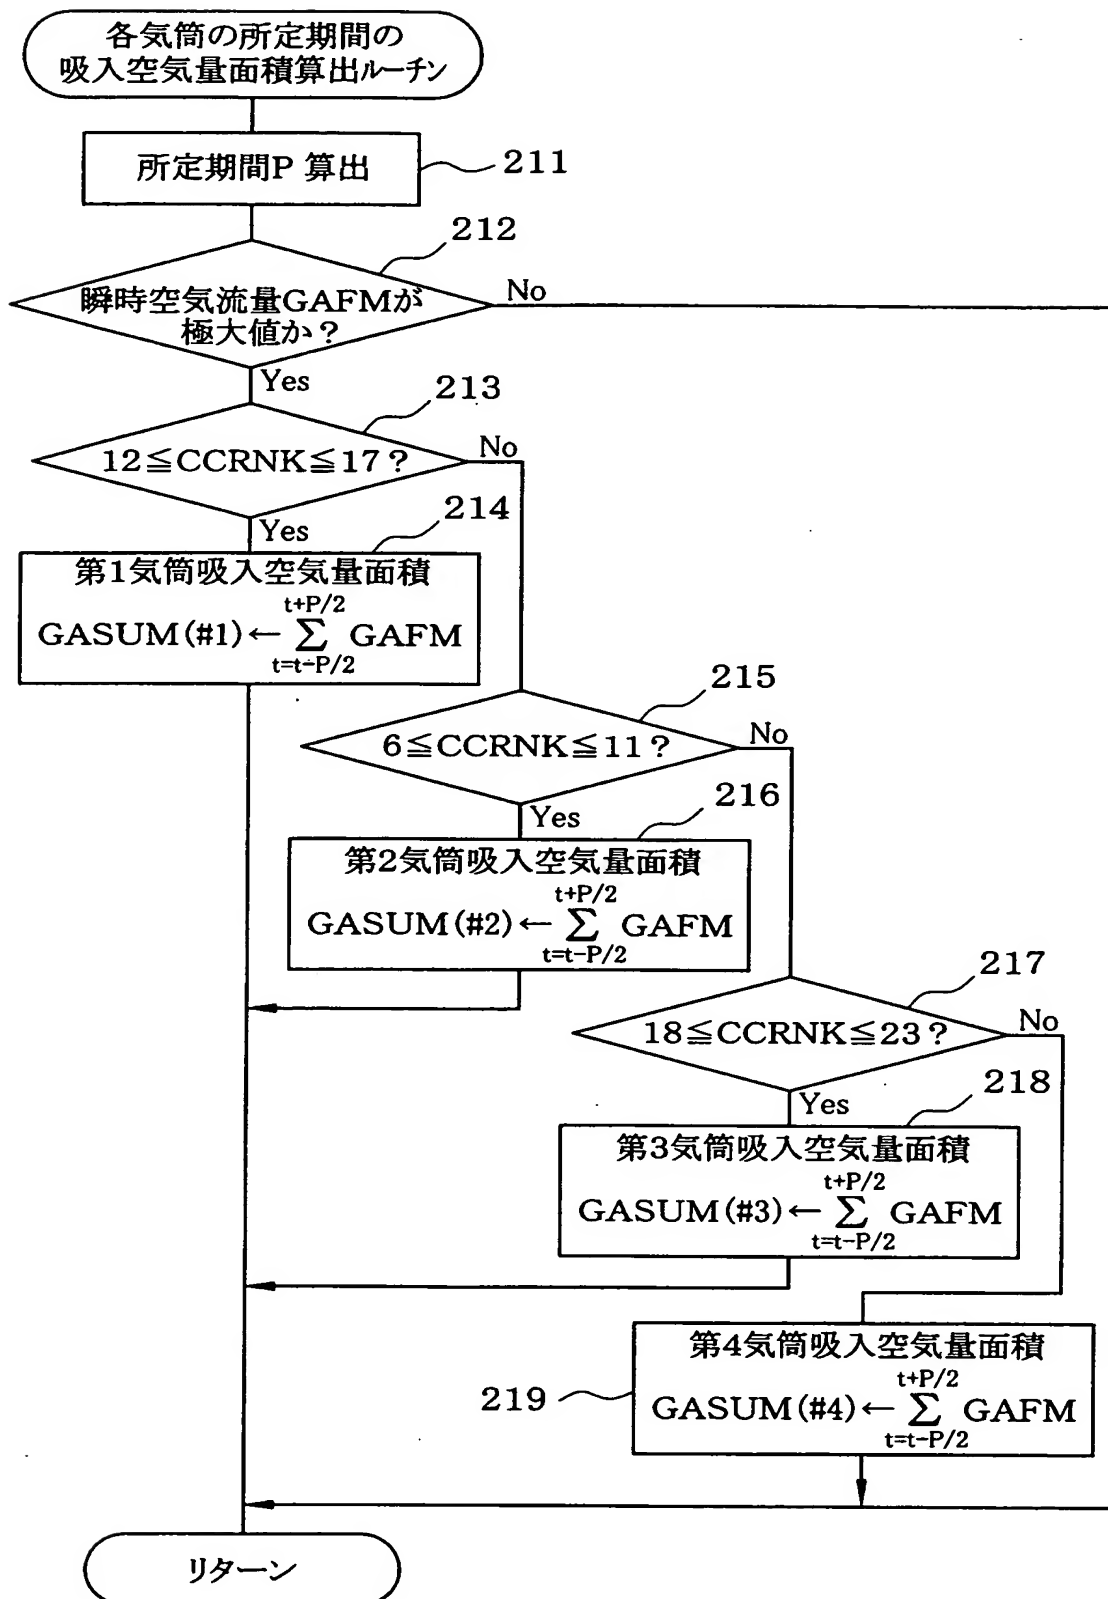 各気筒の所定期間の
吸入空気量面積算出ルーチン
所定期間P 算出
211
212
瞬時空気流量GAFMが
極大値か？
No
Yes
213
12≦CCRNK≦17？
No
Yes
214
第1気筒吸入空気量面積
t+P/2
GASUM(#1)←∑ GAFM
t=t-P/2
215
6≦CCRNK≦11？
No
Yes
216
第2気筒吸入空気量面積
t+P/2
GASUM(#2)←∑ GAFM
t=t-P/2
217
18≦CCRNK≦23？
No
Yes
218
第3気筒吸入空気量面積
t+P/2
GASUM(#3)←∑ GAFM
t=t-P/2
第4気筒吸入空気量面積
t+P/2
219
GASUM(#4)←∑ GAFM
t=t-P/2
リターン